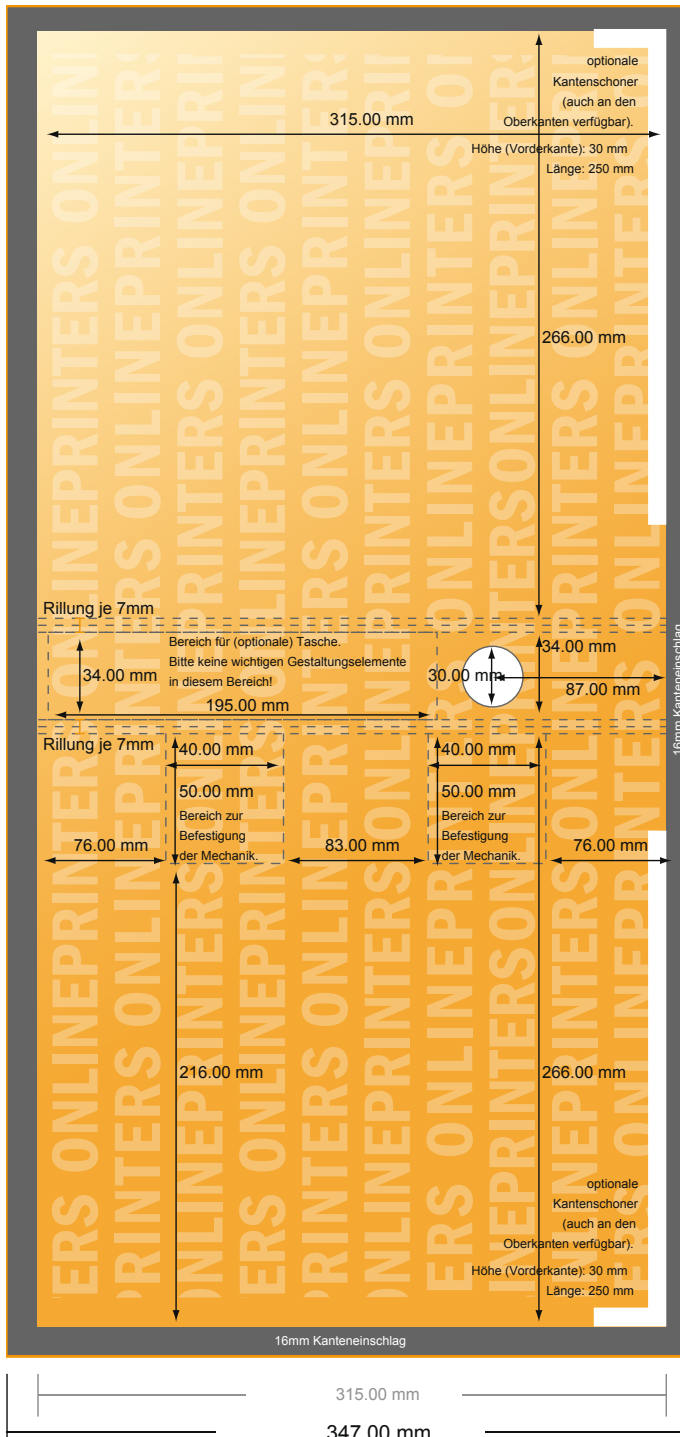 optionale
Kantenschoner
(auch an den
Oberkanten verfügbar).
Höhe (Vorderkante): 30 mm
Länge: 250 mm
315.00 mm
266.00 mm
ONLINEPRINTERS ONLINEPRINTERS
Rillung je 7mm
Bereich für (optionale) Tasche.
Bitte keine wichtigen Gestaltungselemente
in diesem Bereich!
34.00 mm
195.00 mm
30.00 mm
34.00 mm
87.00 mm
16mm Kanteneinschlag
Rillung je 7mm
40.00 mm
50.00 mm
Bereich zur
Befestigung
der Mechanik.
40.00 mm
50.00 mm
Bereich zur
Befestigung
der Mechanik.
76.00 mm
83.00 mm
76.00 mm
216.00 mm
266.00 mm
optionale
Kantenschoner
(auch an den
Oberkanten verfügbar).
Höhe (Vorderkante): 30 mm
Länge: 250 mm
16mm Kanteneinschlag
315.00 mm
347.00 mm